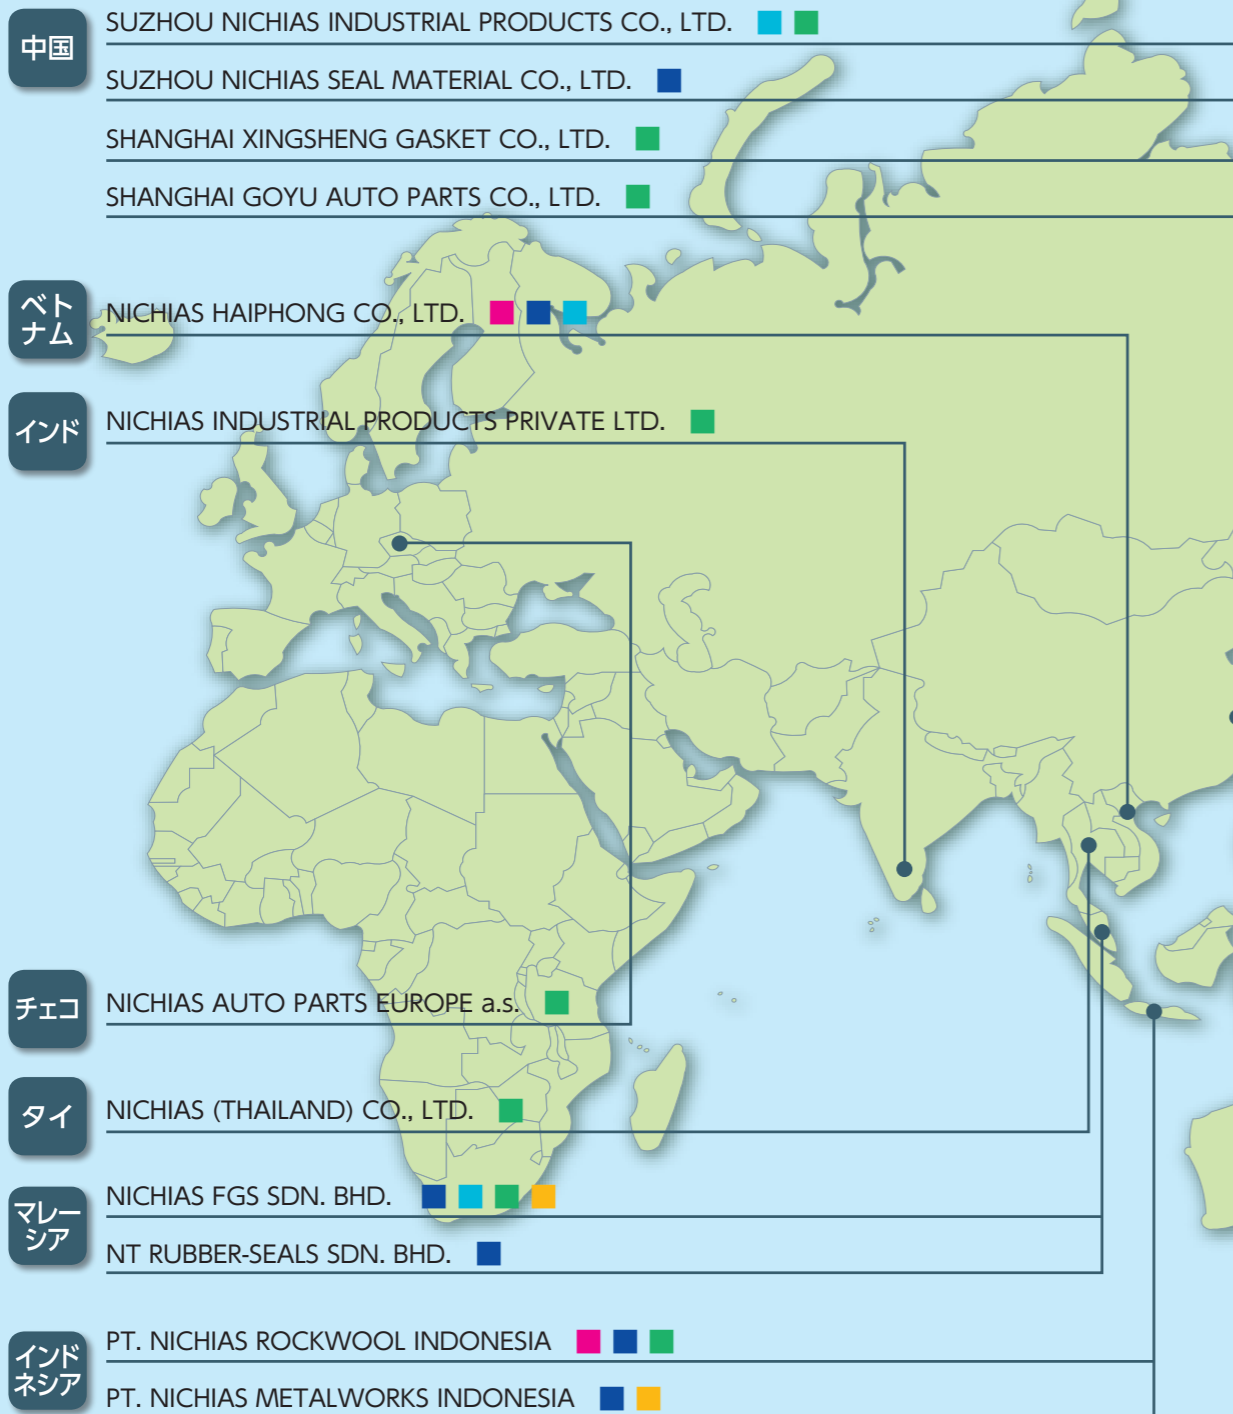 中国
SUZHOU NICHIAS INDUSTRIAL PRODUCTS CO., LTD.
SUZHOU NICHIAS SEAL MATERIAL CO., LTD.
SHANGHAI XINGSHENG GASKET CO., LTD.
SHANGHAI GOYU AUTO PARTS CO., LTD.
ベト
ナム
NICHIAS HAIPHONG CO., LTD.
インド
NICHIAS INDUSTRIAL PRODUCTS PRIVATE LTD.
チェコ
NICHIAS AUTO PARTS EUROPE a.s.
タイ
NICHIAS (THAILAND) CO., LTD.
マレー
シア
NICHIAS FGS SDN. BHD.
NT RUBBER-SEALS SDN. BHD.
インド
ネシア
PT. NICHIAS ROCKWOOL INDONESIA
PT. NICHIAS METALWORKS INDONESIA